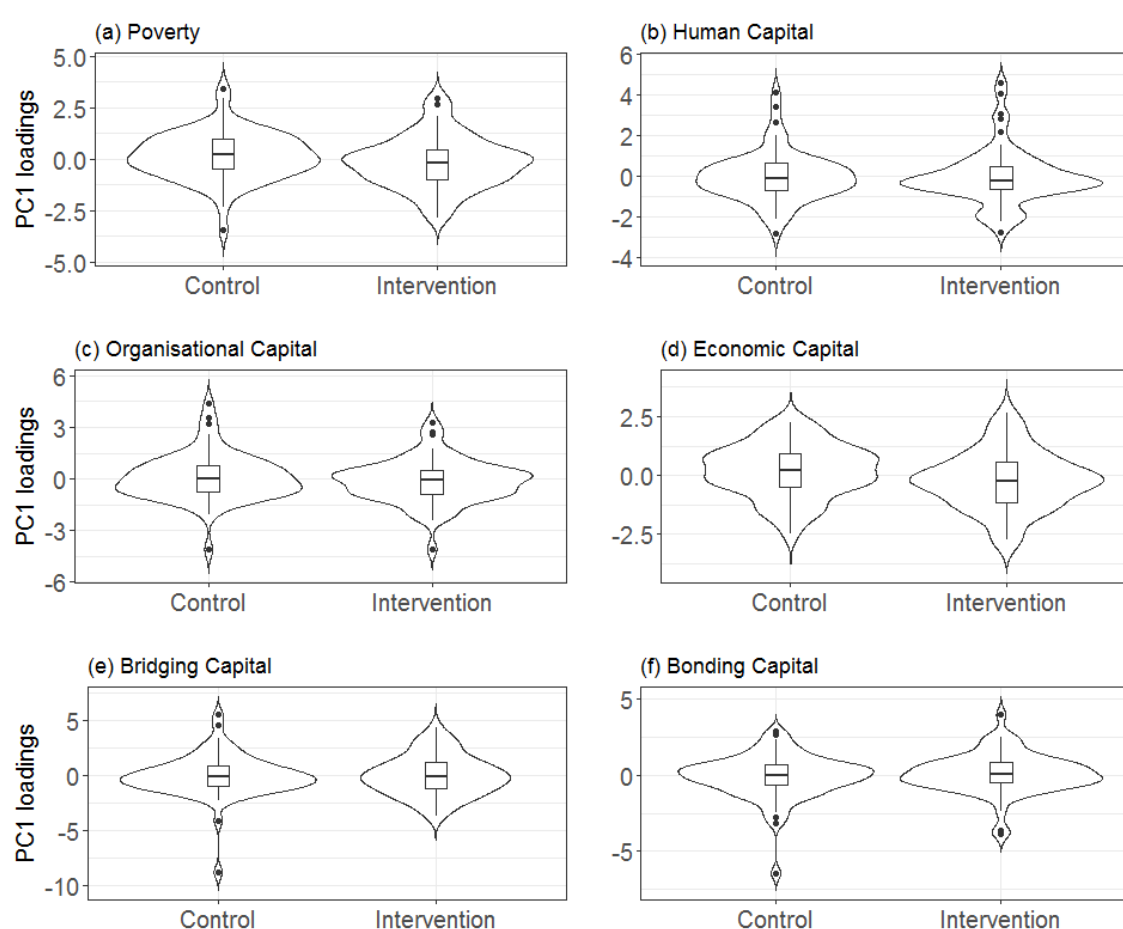 (a) Poverty
PC1 loadings
5.0
2.5
0.0
-2.5
-5.0
Control Intervention
(b) Human Capital
6
4
2
0
-2
-4
Control Intervention
(c) Organisational Capital
PC1 loadings
6
3
0
-3
-6
Control Intervention
(d) Economic Capital
2.5
0.0
-2.5
Control Intervention
(e) Bridging Capital
PC1 loadings
5
0
-5
-10
Control Intervention
(f) Bonding Capital
5
0
-5
Control Intervention